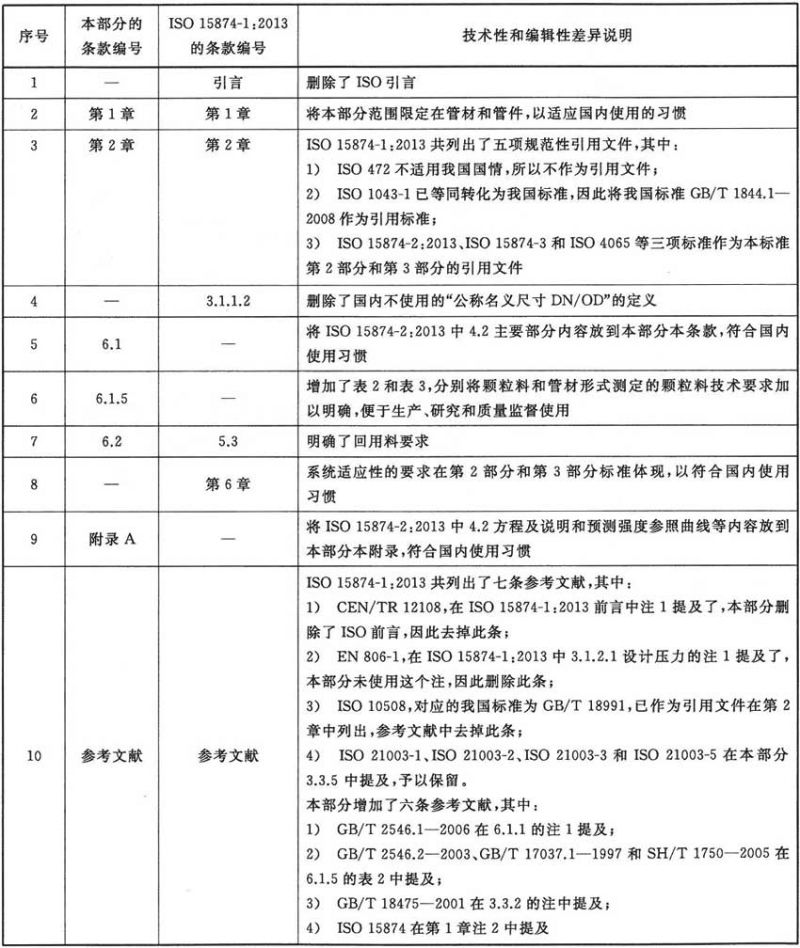 序号
本部分的
条款编号
ISO 15874-1:2013
的条款编号
技术性和编辑性差异说明
1
—
引言
删除了 ISO 引言
2
第 1 章
第 1 章
将本部分范围限定在管材和管件,以适应国内使用的习惯
3
第 2 章
第 2 章
ISO 15874-1:2013 共列出了五项规范性引用文件,其中:
1) ISO 472 不适用我国国情,所以不作为引用文件;
2) ISO 1043-1 已等同转化为我国标准,因此将我国标准 GB/T 1844.1—
2008 作为引用标准;
3) ISO 15874-2:2013、ISO 15874-3 和 ISO 4065 等三项标准作为本标准
第 2 部分和第 3 部分的引用文件
4
—
3.1.1.2
删除了国内不使用的“公称名义尺寸 DN/OD”的定义
5
6.1
—
将 ISO 15874-2:2013 中 4.2 主要部分内容放到本部分本条款,符合国内
使用习惯
6
6.1.5
—
增加了表 2 和表 3,分别将颗粒料和管材形式测定的颗粒料技术要求加
以明确,便于生产、研究和质量监督使用
7
6.2
5.3
明确了回用料要求
8
—
第 6 章
系统适应性的要求在第 2 部分和第 3 部分标准体现,以符合国内使用
习惯
9
附录 A
—
将 ISO 15874-2:2013 中 4.2 方程及说明和预测强度参照曲线等内容放到
本部分本附录,符合国内使用习惯
10
参考文献
参考文献
ISO 15874-1:2013 共列出了七条参考文献,其中:
1) CEN/TR 12108,在 ISO 15874-1:2013 前言中注 1 提及了,本部分删
除了 ISO 前言,因此去掉此条;
2) EN 806-1,在 ISO 15874-1:2013 中 3.1.2.1 设计压力的注 1 提及了,
本部分未使用这个注,因此删除此条;
3) ISO 10508,对应的我国标准为 GB/T 18991,已作为引用文件在第 2
章中列出,参考文献中去掉此条;
4) ISO 21003-1、ISO 21003-2、ISO 21003-3 和 ISO 21003-5 在本部分
3.3.5 中提及,予以保留。
本部分增加了六条参考文献,其中:
1) GB/T 2546.1—2006 在 6.1.1 的注 1 提及;
2) GB/T 2546.2—2003、GB/T 17037.1—1997 和 SH/T 1750—2005 在
6.1.5 的表 2 中提及;
3) GB/T 18475—2001 在 3.3.2 的注中提及;
4) ISO 15874 在第 1 章注 2 中提及